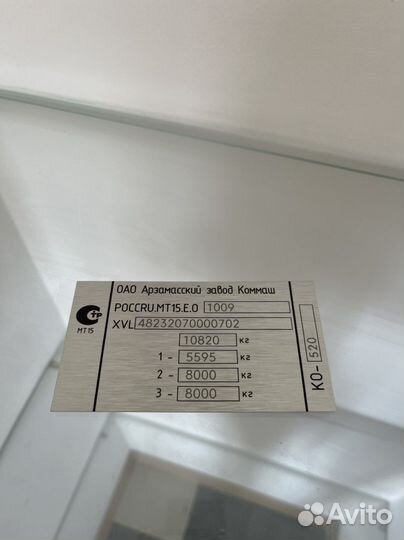 ОАО Арзамасский завод Коммаш
РОССRU.МТ15.Е.0 1009
XVL 48232070000702
10820 кг
1 - 5595 кг
2 - 8000 кг
3 - 8000 кг
КО- 520
МТ15
Avito